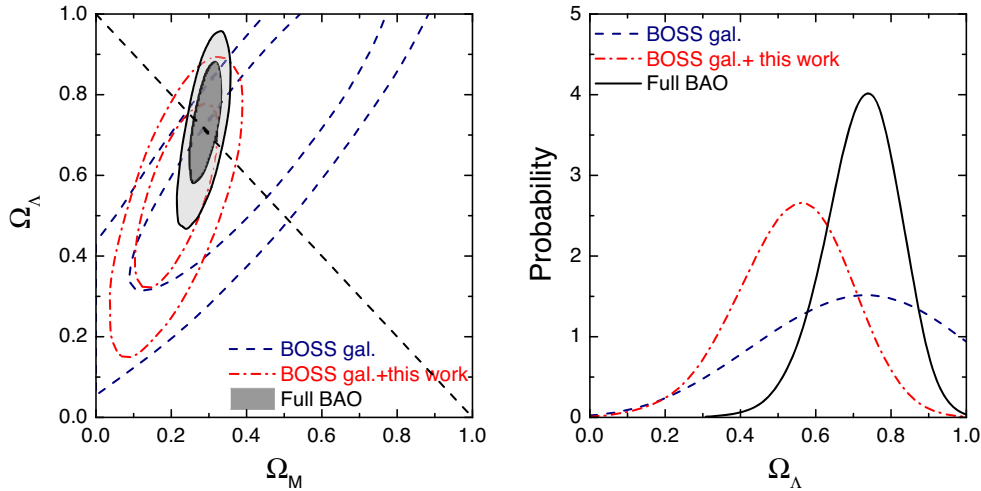 1.0
0.8
0.6
0.4
0.2
0.0
Ω_Λ
BOSS gal.
BOSS gal.+this work
Full BAO
0.0 0.2 0.4 0.6 0.8 1.0
Ω_M
5
4
3
2
1
0
Probability
BOSS gal.
BOSS gal.+ this work
Full BAO
0.0 0.2 0.4 0.6 0.8 1.0
Ω_Λ